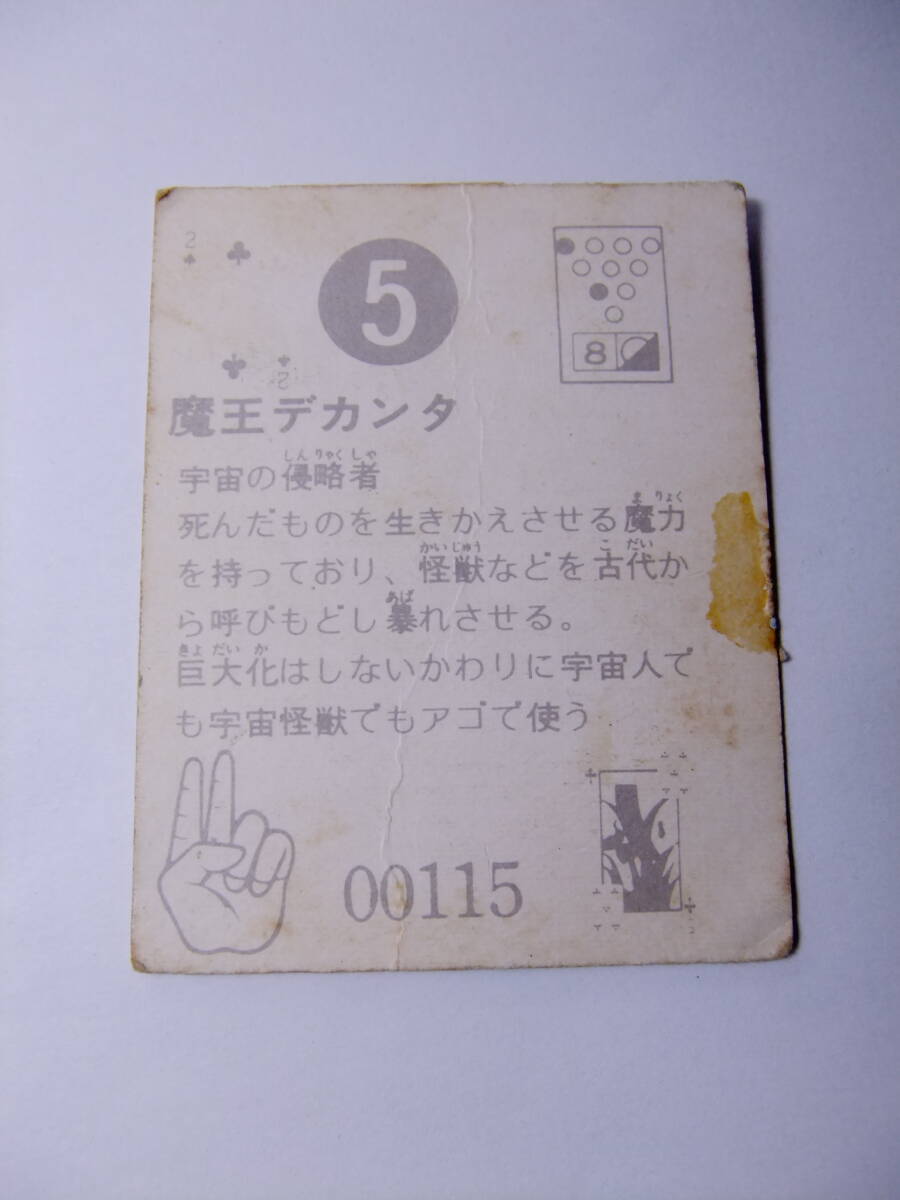 2
5
8
2
魔王デカンタ
しんりゃくしゃ
宇宙の侵略者
まりょく
死んだものを生きかえさせる魔力
かいじゅう こだい
を持っており、怪獣などを古代か
あば
ら呼びもどし暴れさせる。
きょだいか
巨大化はしないかわりに宇宙人で
も宇宙怪獣でもアゴで使う
00115